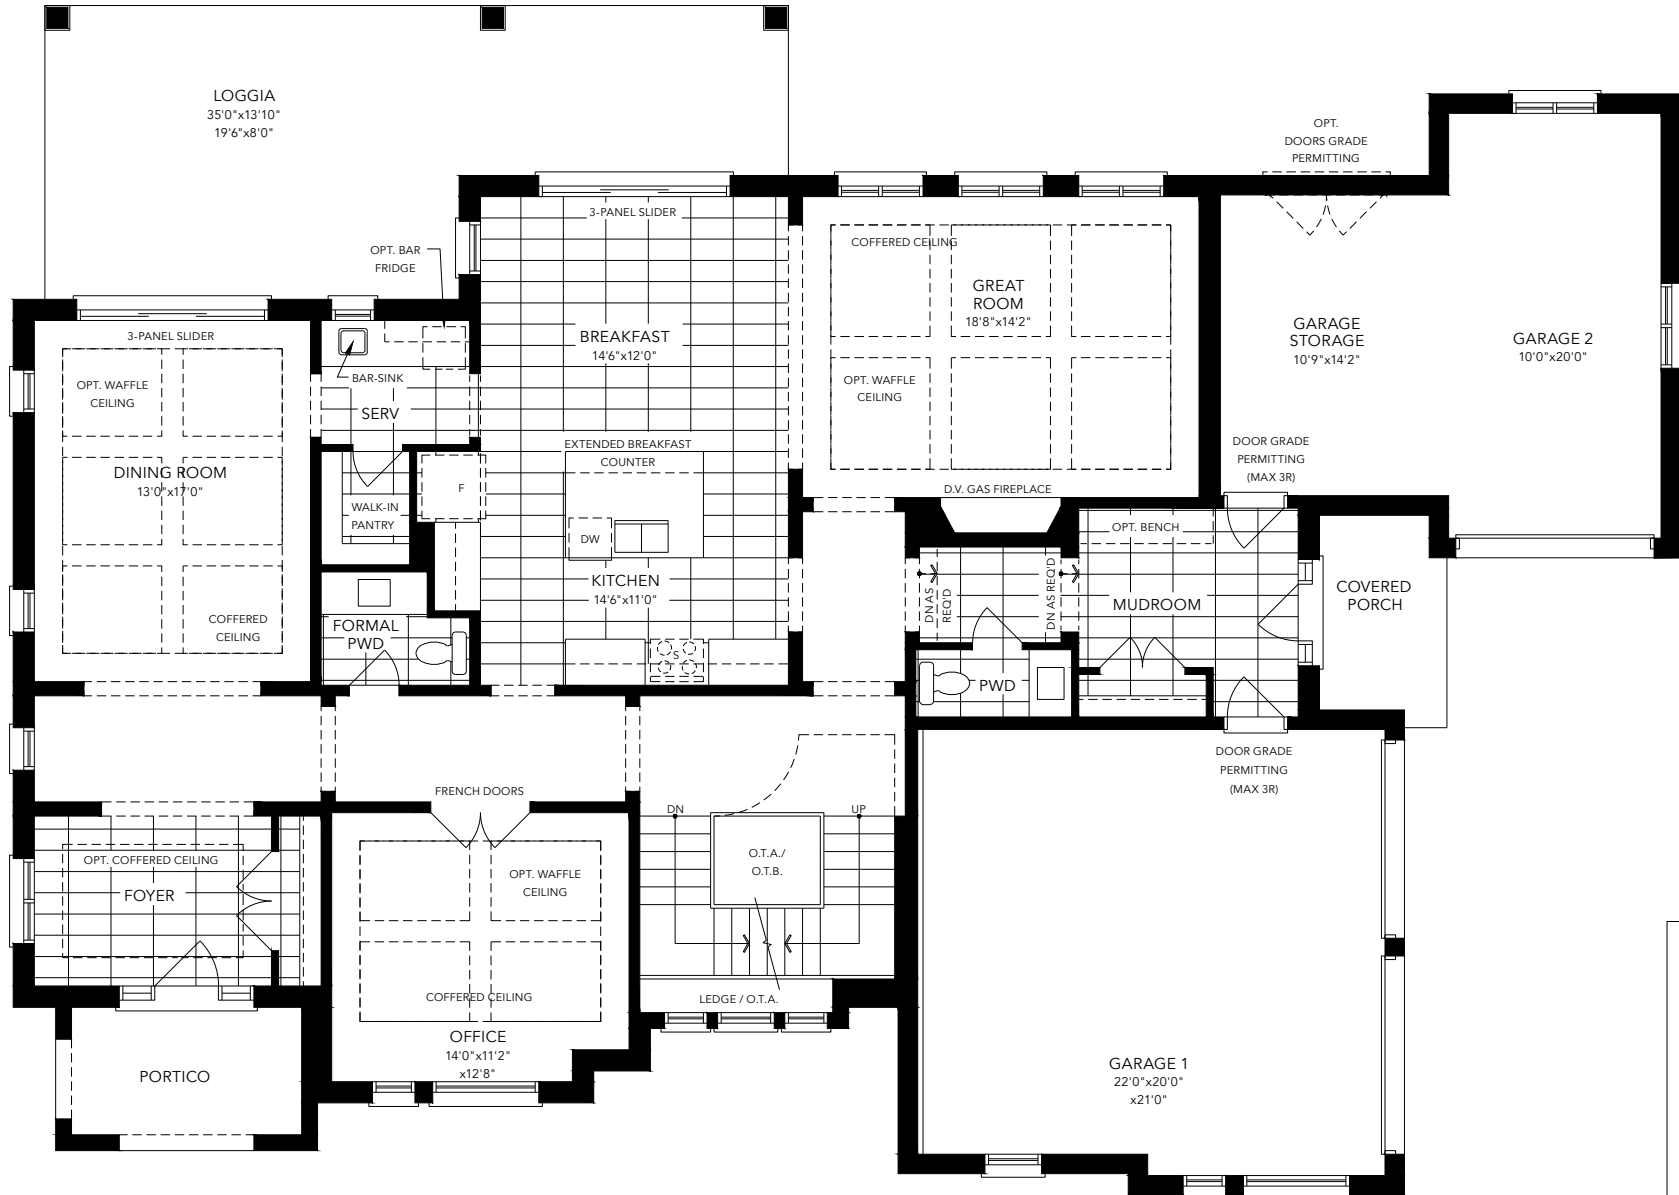 LOGGIA
35'0"x13'10"
19'6"x8'0"
OPT.
DOORS GRADE
PERMITTING
3-PANEL SLIDER
COFFERED CEILING
OPT. BAR
FRIDGE
GREAT
ROOM
18'8"x14'2"
GARAGE
STORAGE
10'9"x14'2"
GARAGE 2
10'0"x20'0"
3-PANEL SLIDER
BREAKFAST
14'6"x12'0"
OPT. WAFFLE
CEILING
BAR-SINK
OPT. WAFFLE
CEILING
SERV
EXTENDED BREAKFAST
COUNTER
DOOR GRADE
PERMITTING
(MAX 3R)
DINING ROOM
13'0"x17'0"
F
D.V. GAS FIREPLACE
WALK-IN
PANTRY
OPT. BENCH
DW
KITCHEN
14'6"x11'0"
DN AS
REQ'D
DN AS REQ'D
MUDROOM
COVERED
PORCH
COFFERED
CEILING
FORMAL
PWD
S
PWD
DOOR GRADE
PERMITTING
(MAX 3R)
FRENCH DOORS
DN
UP
OPT. COFFERED CEILING
FOYER
OPT. WAFFLE
CEILING
O.T.A./
O.T.B.
COFFERED CEILING
LEDGE / O.T.A.
OFFICE
14'0"x11'2"
x12'8"
PORTICO
GARAGE 1
22'0"x20'0"
x21'0"